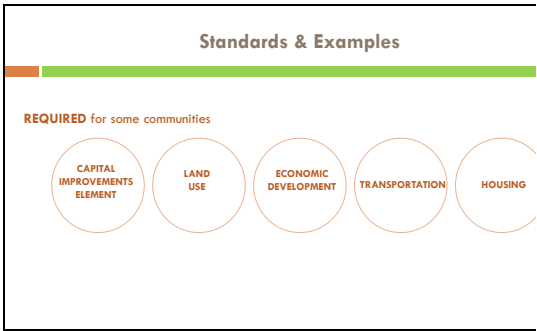 Standards & Examples
REQUIRED for some communities
CAPITAL
IMPROVEMENTS
ELEMENT
LAND
USE
ECONOMIC
DEVELOPMENT
TRANSPORTATION
HOUSING